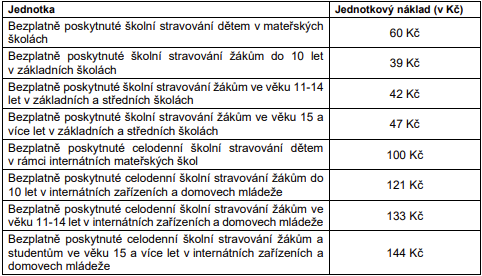 Jednotka Jednotkový náklad (v Kč)
Bezplatně poskytnuté školní stravování dětem v mateřských
školách
60 Kč
Bezplatně poskytnuté školní stravování žákům do 10 let
v základních školách
39 Kč
Bezplatně poskytnuté školní stravování žákům ve věku 11-14
let v základních a středních školách
42 Kč
Bezplatně poskytnuté školní stravování žákům ve věku 15 a
více let v základních a středních školách
47 Kč
Bezplatně poskytnuté celodenní školní stravování dětem
v rámci internátních mateřských škol
100 Kč
Bezplatně poskytnuté celodenní školní stravování žákům do
10 let v internátních zařízeních a domovech mládeže
121 Kč
Bezplatně poskytnuté celodenní školní stravování žákům ve
věku 11-14 let v internátních zařízeních a domovech mládeže
133 Kč
Bezplatně poskytnuté celodenní školní stravování žákům a
studentům ve věku 15 a více let v internátních zařízeních a
domovech mládeže
144 Kč